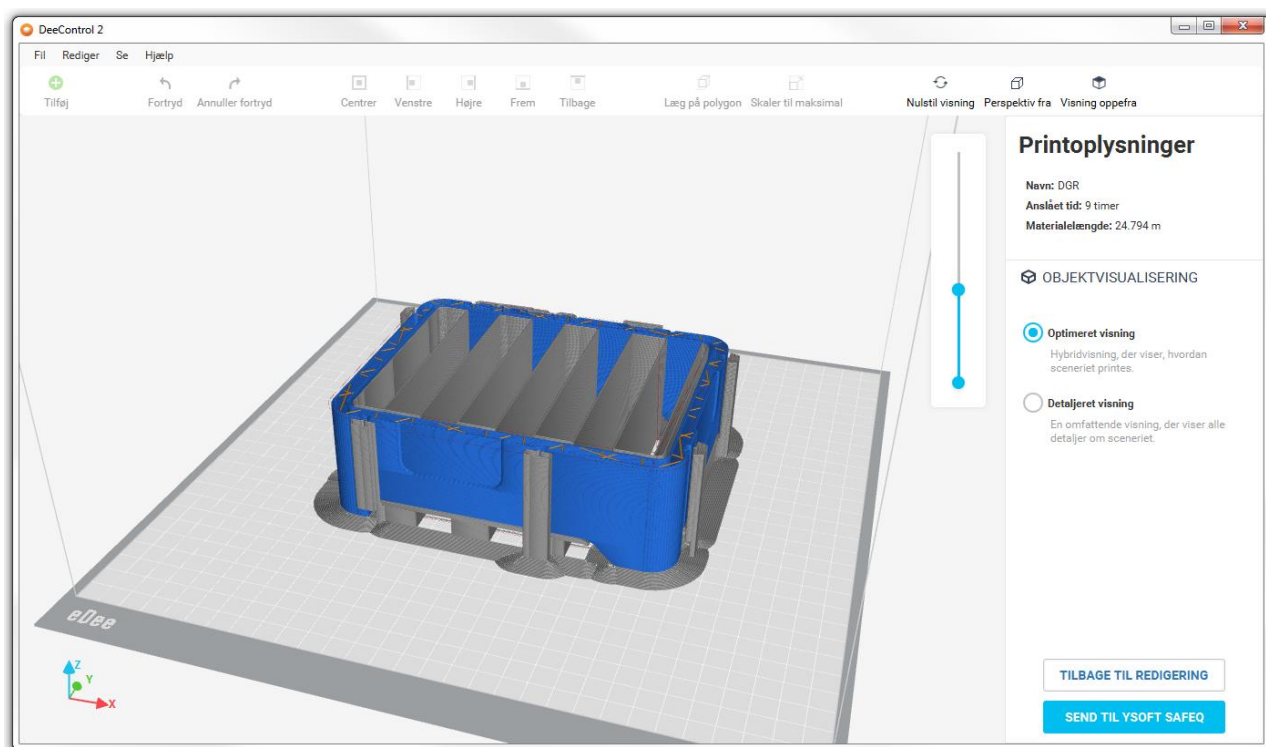 DeeControl 2
Fil Rediger Se Hjælp
Tilføj Fortryd Annuller fortryd Centrer Venstre Højre Frem Tilbage Læg på polygon Skaler til maksimal Nulstil visning Perspektiv fra Visning oppefra
Printoplysninger
Navn: DGR
Anslået tid: 9 timer
Materialelængde: 24.794 m
OBJEKTVISUALISERING
Optimeret visning
Hybridvisning, der viser, hvordan
sceneriet printes.
Detaljeret visning
En omfattende visning, der viser alle
detaljer om sceneriet.
eDee
Z
Y
X
TILBAGE TIL REDIGERING
SEND TIL YSOFT SAFEQ